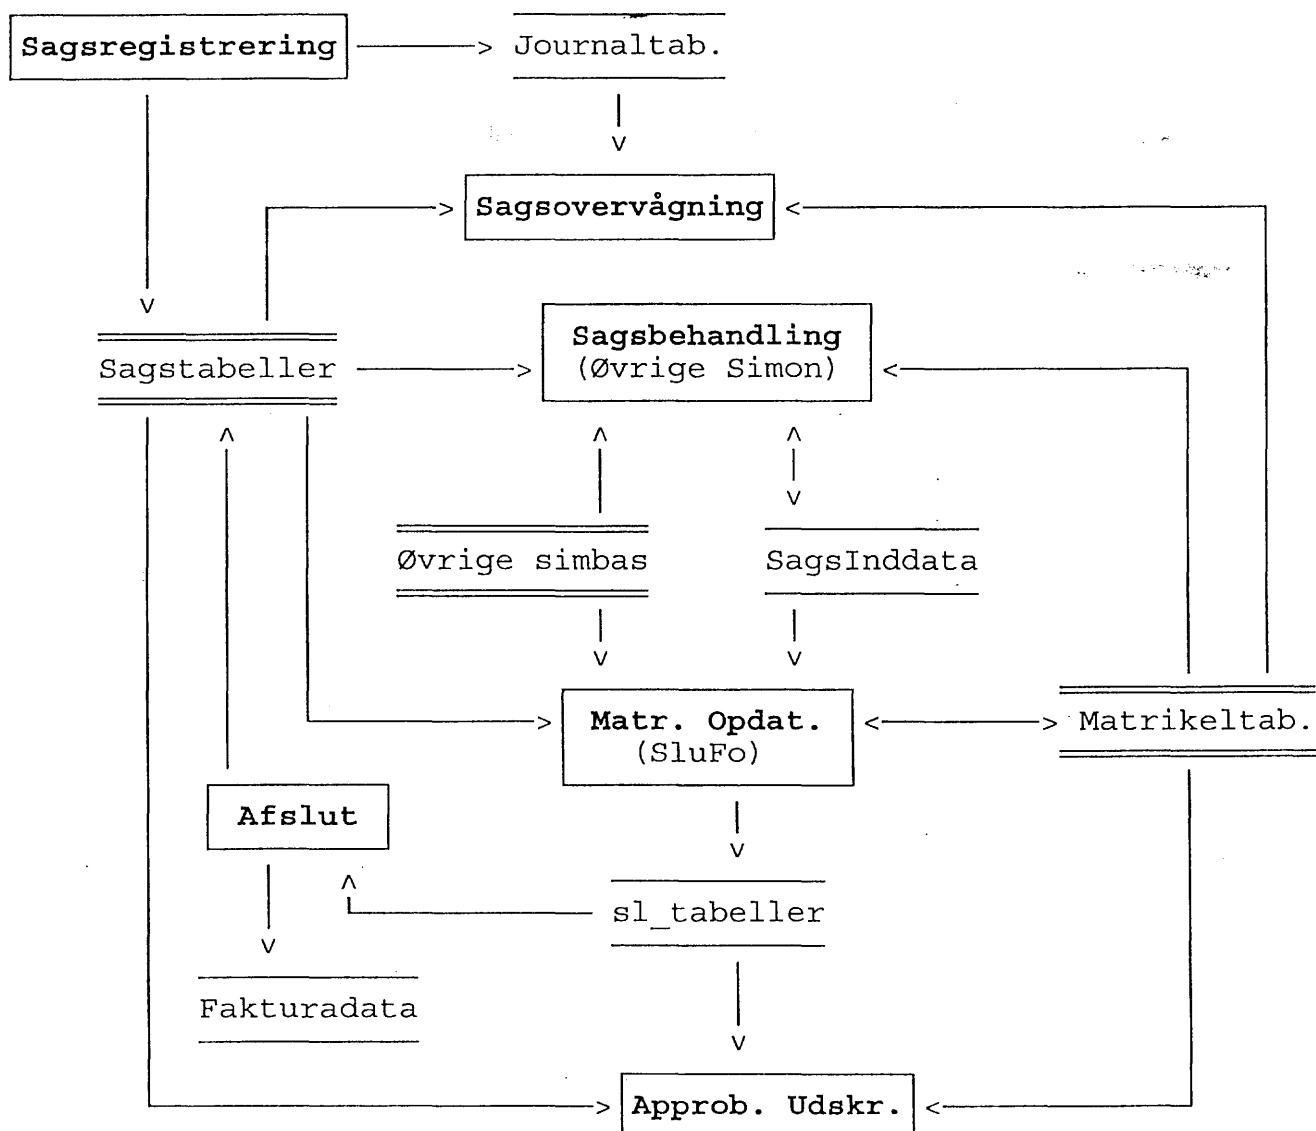 Sagsregistrering
Journaltab.
Sagsovervågning
Sagsbehandling
(Øvrige Simon)
Sagstabeller
Øvrige simbas
SagsInddata
Matr. Opdat.
(SluFo)
Matrikeltab.
Afslut
sl_tabeller
Fakturadata
Approb. Udskr.